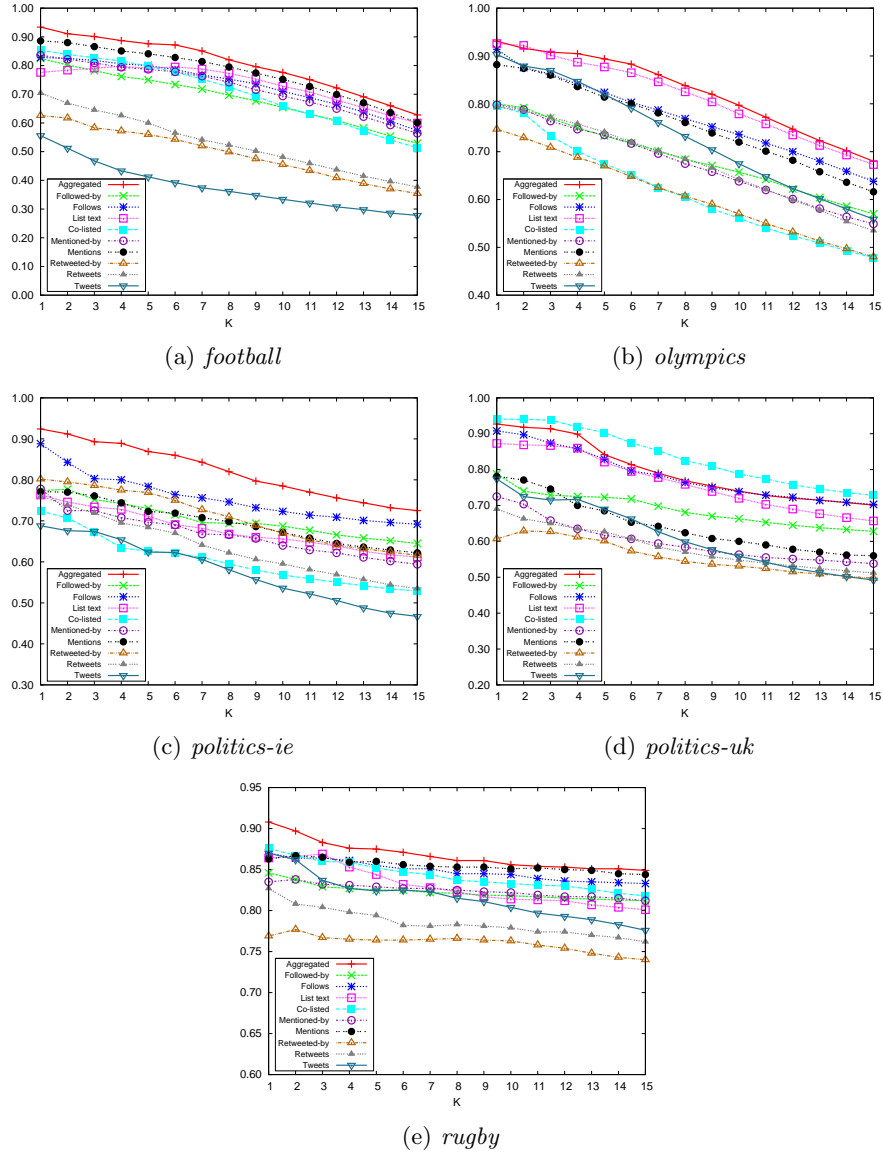 1.00
0.90
0.80
0.70
0.60
0.50
0.40
0.30
0.20
0.10
0.00
Aggregated
Followed-by
Follows
List text
Co-listed
Mentioned-by
Mentions
Retweeted-by
Retweets
Tweets
1 2 3 4 5 6 7 8 9 10 11 12 13 14 15
K
(a) football
1.00
0.90
0.80
0.70
0.60
0.50
0.40
Aggregated
Followed-by
Follows
List text
Co-listed
Mentioned-by
Mentions
Retweeted-by
Retweets
Tweets
1 2 3 4 5 6 7 8 9 10 11 12 13 14 15
K
(b) olympics
1.00
0.90
0.80
0.70
0.60
0.50
0.40
0.30
Aggregated
Followed-by
Follows
List text
Co-listed
Mentioned-by
Mentions
Retweeted-by
Retweets
Tweets
1 2 3 4 5 6 7 8 9 10 11 12 13 14 15
K
(c) politics-ie
1.00
0.90
0.80
0.70
0.60
0.50
0.40
0.30
0.20
Aggregated
Followed-by
Follows
List text
Co-listed
Mentioned-by
Mentions
Retweeted-by
Retweets
Tweets
1 2 3 4 5 6 7 8 9 10 11 12 13 14 15
K
(d) politics-uk
0.95
0.90
0.85
0.80
0.75
0.70
0.65
0.60
Aggregated
Followed-by
Follows
List text
Co-listed
Mentioned-by
Mentions
Retweeted-by
Retweets
Tweets
1 2 3 4 5 6 7 8 9 10 11 12 13 14 15
K
(e) rugby